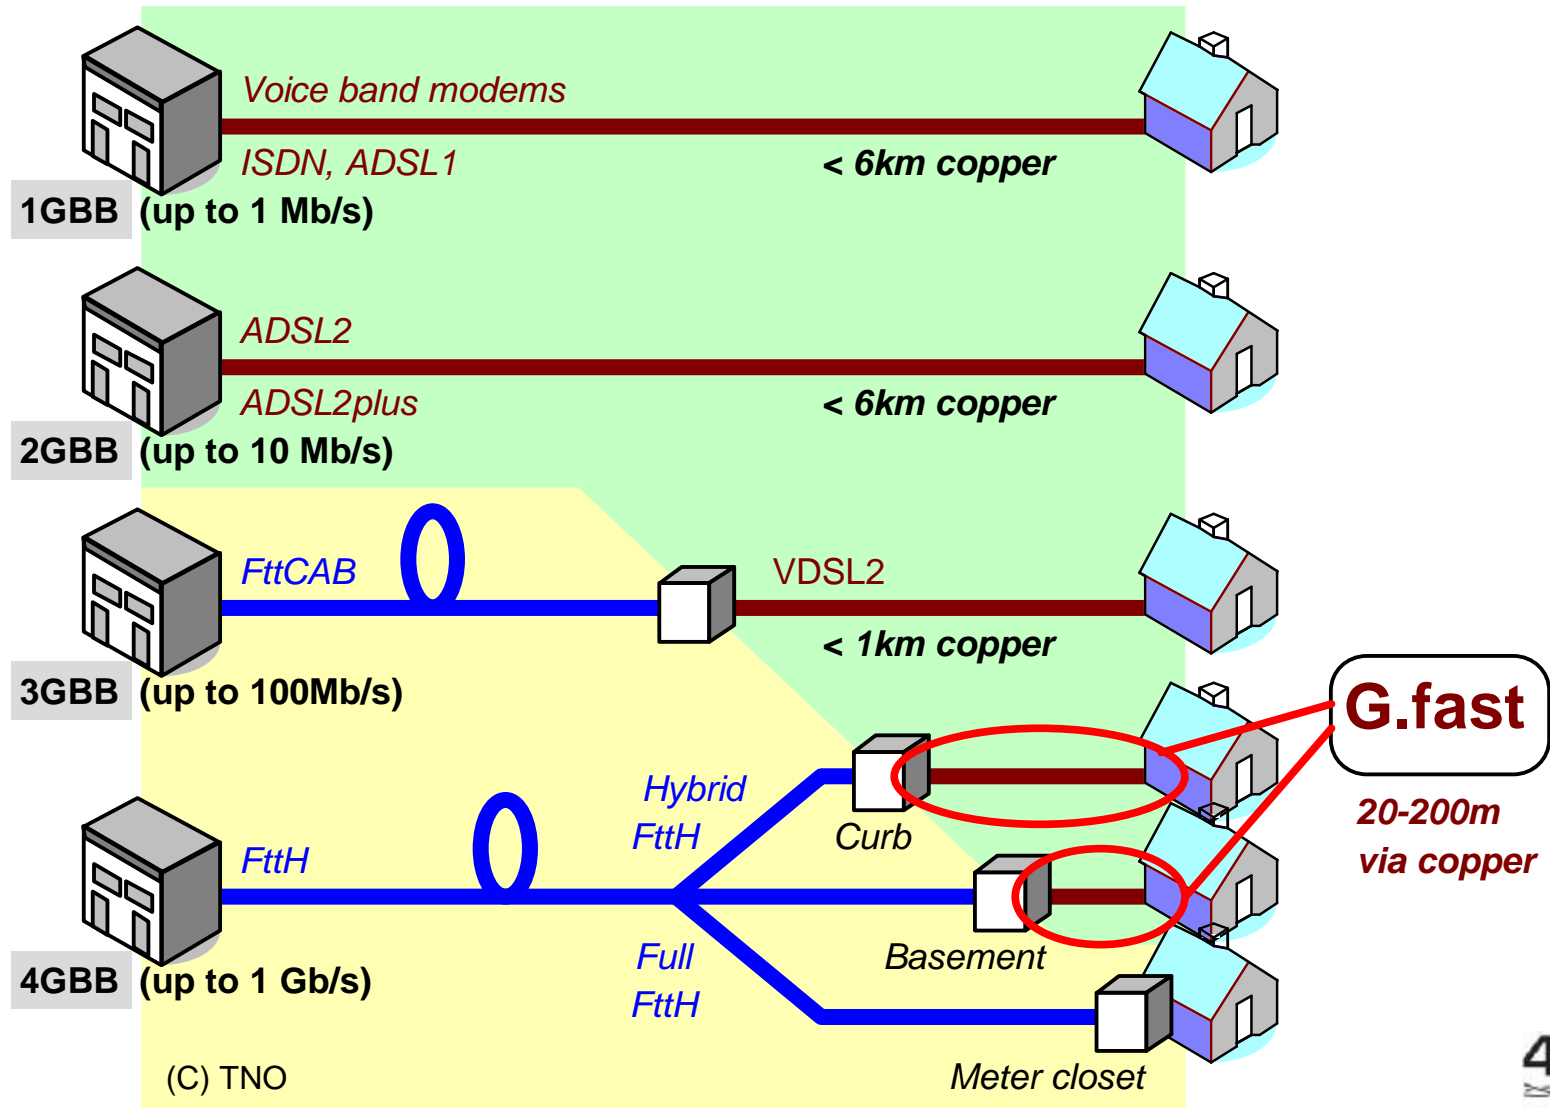 Voice band modems
ISDN, ADSL1
< 6km copper
1GBB (up to 1 Mb/s)
ADSL2
ADSL2plus
< 6km copper
2GBB (up to 10 Mb/s)
FttCAB
VDSL2
< 1km copper
3GBB (up to 100Mb/s)
G.fast
20-200m
via copper
Hybrid
FttH
Curb
FttH
Basement
Full
FttH
4GBB (up to 1 Gb/s)
Meter closet
(C) TNO
4